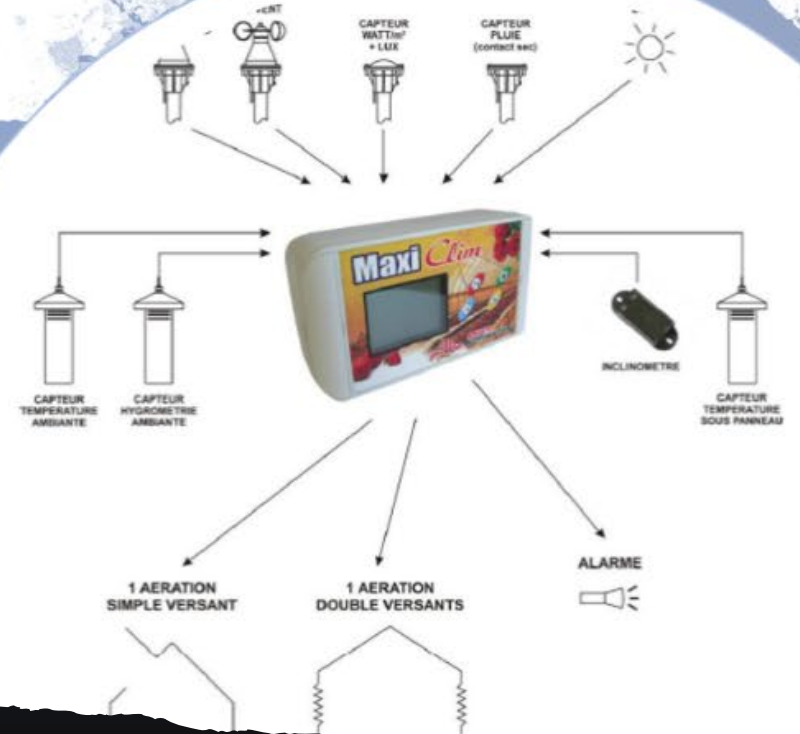 CAPTEUR
WATT/m²
+ LUX
CAPTEUR
PLUIE
(contact sec)
Maxi Clim
CAPTEUR
TEMPERATURE
AMBIANTE
CAPTEUR
HYGROMETRIE
AMBIANTE
INCLINOMETRE
CAPTEUR
TEMPERATURE
SOUS PANNEAU
1 AERATION
SIMPLE VERSANT
1 AERATION
DOUBLE VERSANTS
ALARME